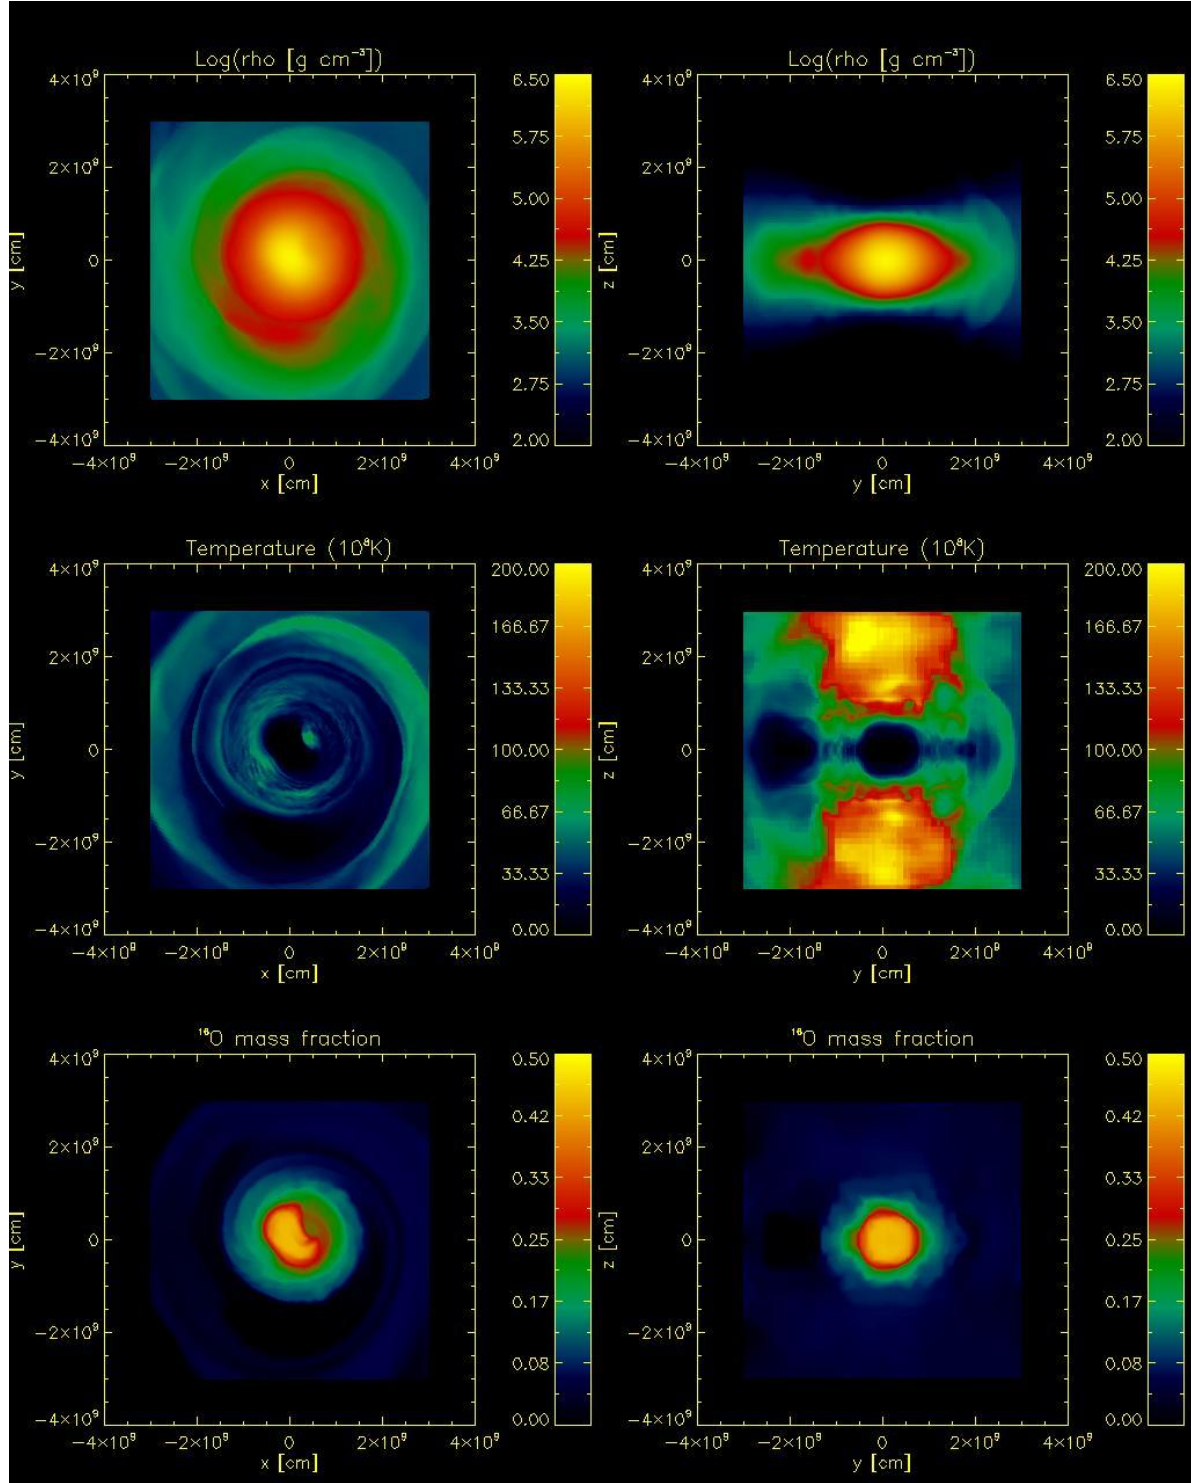 Log(rho [g cm⁻³]) Log(rho [g cm⁻³])
4×10⁹ 6.50 4×10⁹ 6.50
5.75 5.75
2×10⁹ 2×10⁹
5.00 5.00
y [cm] 0 4.25 z [cm] 0 4.25
3.50 3.50
−2×10⁹ −2×10⁹
2.75 2.75
−4×10⁹ 2.00 −4×10⁹ 2.00
−4×10⁹ −2×10⁹ 0 2×10⁹ 4×10⁹ −4×10⁹ −2×10⁹ 0 2×10⁹ 4×10⁹
x [cm] y [cm]
Temperature (10⁸K) Temperature (10⁸K)
4×10⁹ 200.00 4×10⁹ 200.00
166.67 166.67
2×10⁹ 2×10⁹
133.33 133.33
y [cm] 0 100.00 z [cm] 0 100.00
66.67 66.67
−2×10⁹ −2×10⁹
33.33 33.33
−4×10⁹ 0.00 −4×10⁹ 0.00
−4×10⁹ −2×10⁹ 0 2×10⁹ 4×10⁹ −4×10⁹ −2×10⁹ 0 2×10⁹ 4×10⁹
x [cm] y [cm]
¹⁶O mass fraction ¹⁶O mass fraction
4×10⁹ 0.50 4×10⁹ 0.50
0.42 0.42
2×10⁹ 2×10⁹
0.33 0.33
y [cm] 0 0.25 z [cm] 0 0.25
0.17 0.17
−2×10⁹ −2×10⁹
0.08 0.08
−4×10⁹ 0.00 −4×10⁹ 0.00
−4×10⁹ −2×10⁹ 0 2×10⁹ 4×10⁹ −4×10⁹ −2×10⁹ 0 2×10⁹ 4×10⁹
x [cm] y [cm]